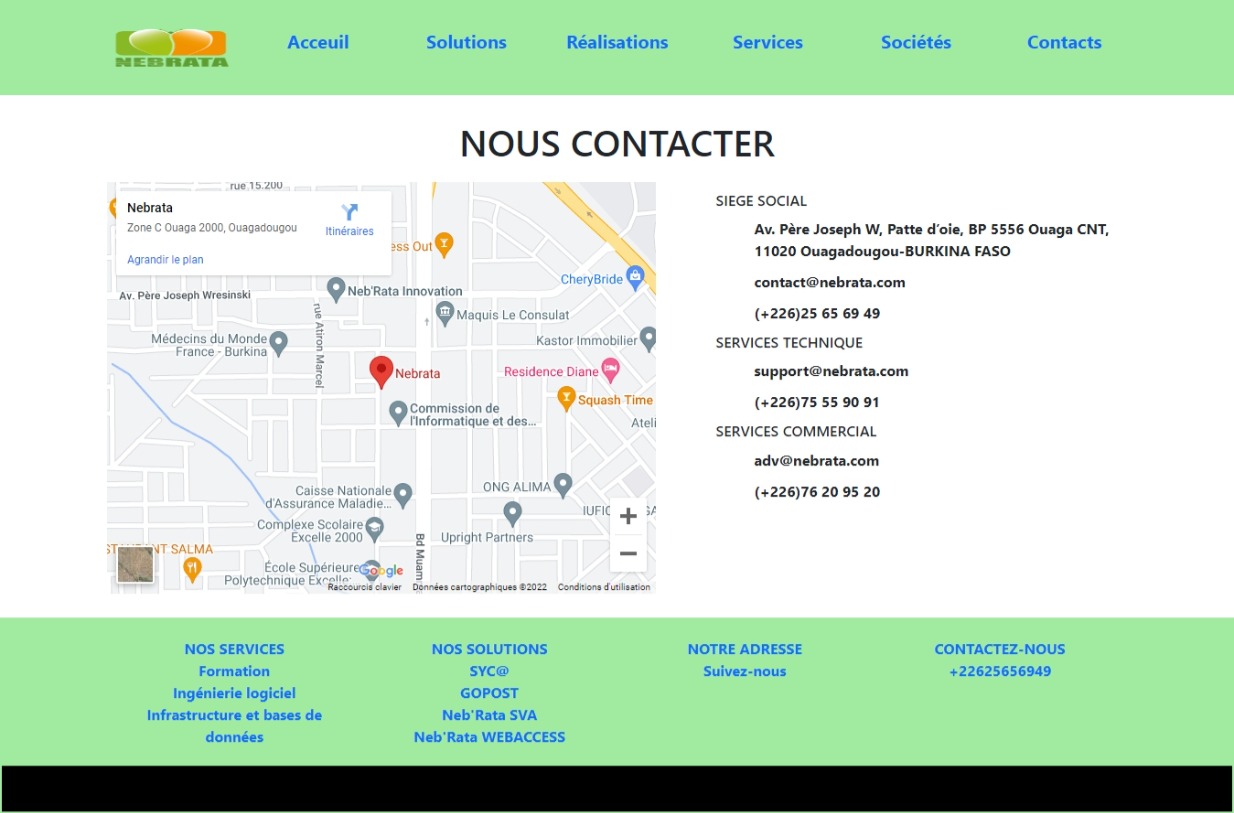 NEBRATA
Acceuil
Solutions
Réalisations
Services
Sociétés
Contacts
NOUS CONTACTER
rue 15.200
Nebrata
Zone C Ouaga 2000, Ouagadougou
Itinéraires
Agrandir le plan
ess Out
CheryBride
Neb'Rata Innovation
Av. Père Joseph Wresinski
Maquis Le Consulat
rue Atiron Marcel
Médecins du Monde
France - Burkina
Kastor Immobilier
Nebrata
Residence Diane
Squash Time
Commission de
l'Informatique et des...
Ateli
Caisse Nationale
d'Assurance Maladie...
ONG ALIMA
IUFIC
GA
Complexe Scolaire
Excelle 2000
Upright Partners
Bd Muam
STAURANT SALMA
École Supérieure
Polytechnique Excelle
Google
Raccourcis clavier
Données cartographiques ©2022
Conditions d'utilisation
+
−
SIEGE SOCIAL
Av. Père Joseph W, Patte d’oie, BP 5556 Ouaga CNT,
11020 Ouagadougou-BURKINA FASO
contact@nebrata.com
(+226)25 65 69 49
SERVICES TECHNIQUE
support@nebrata.com
(+226)75 55 90 91
SERVICES COMMERCIAL
adv@nebrata.com
(+226)76 20 95 20
NOS SERVICES
Formation
Ingénierie logiciel
Infrastructure et bases de
données
NOS SOLUTIONS
SYC@
GOPOST
Neb'Rata SVA
Neb'Rata WEBACCESS
NOTRE ADRESSE
Suivez-nous
CONTACTEZ-NOUS
+22625656949